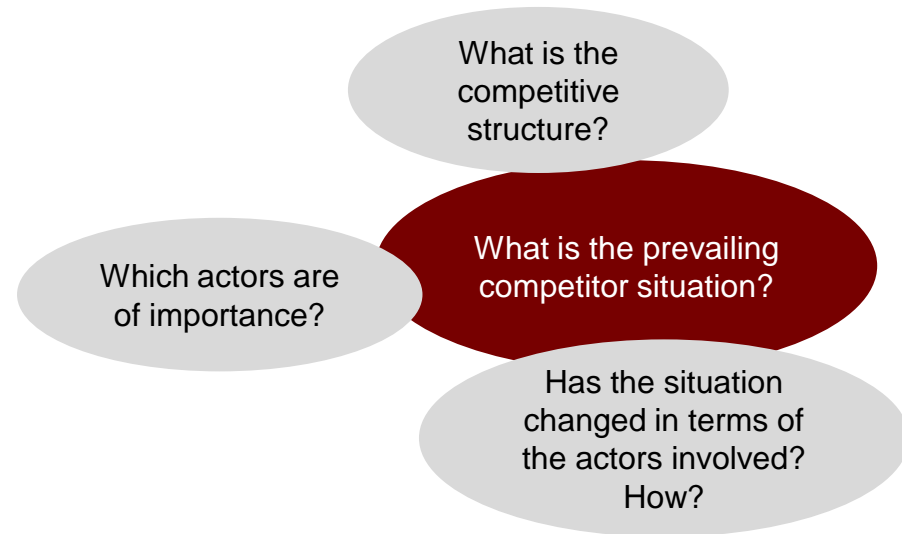 What is the
competitive
structure?
What is the prevailing
competitor situation?
Which actors are
of importance?
Has the situation
changed in terms of
the actors involved?
How?